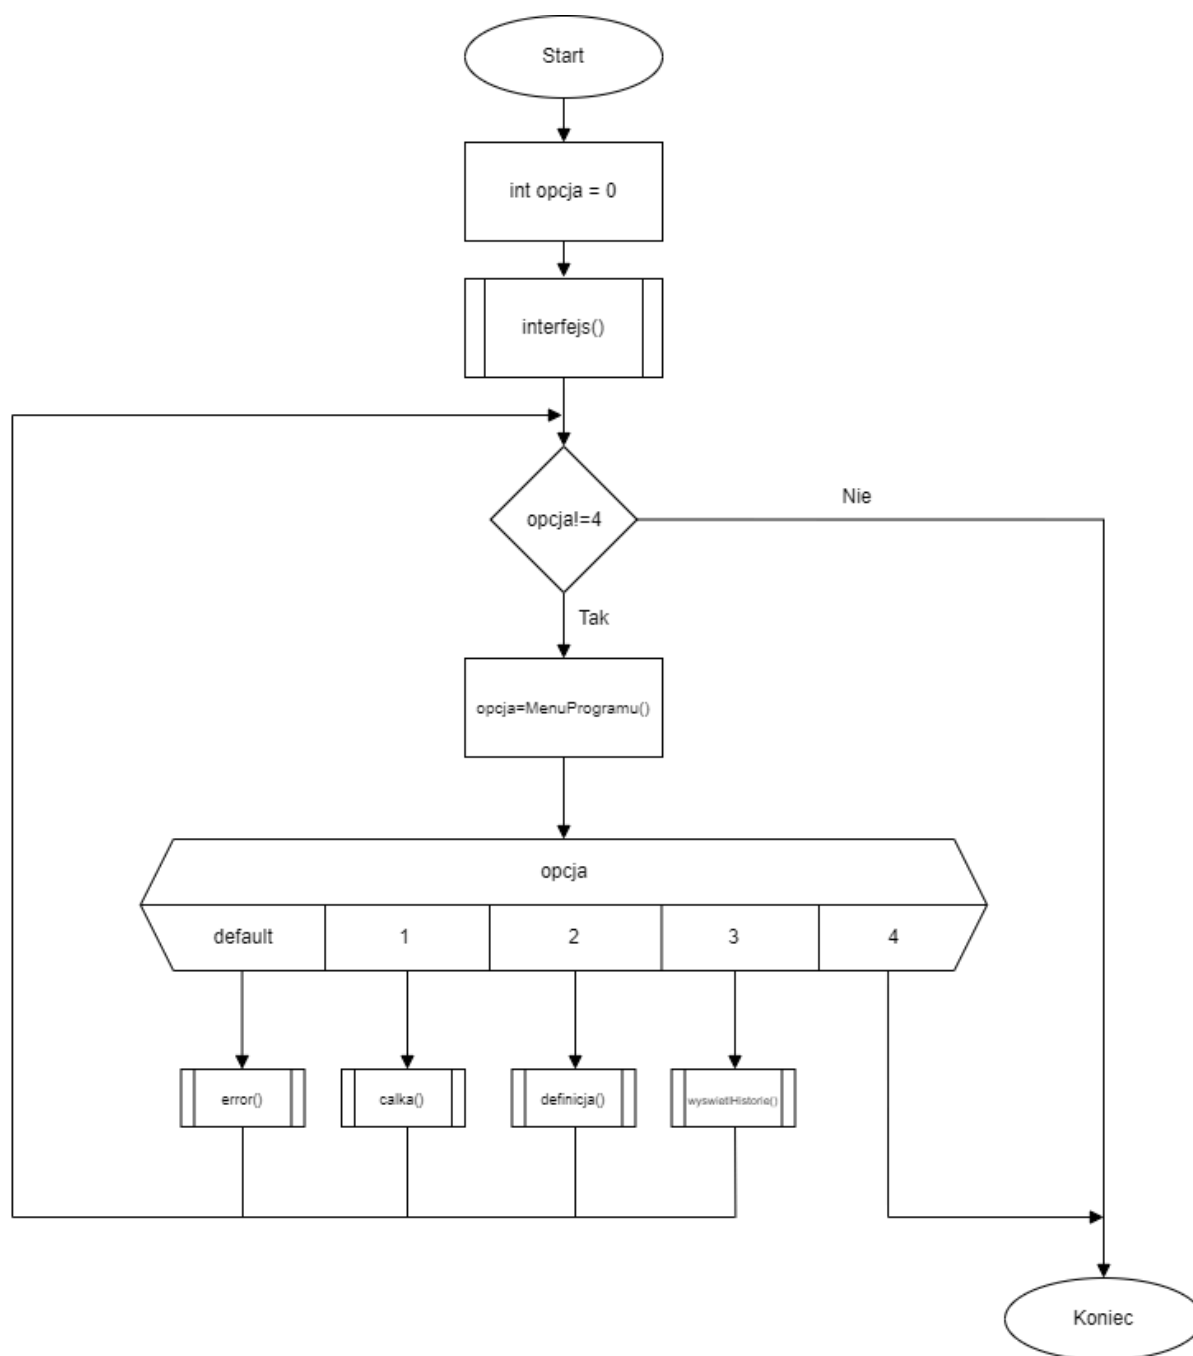 Start
int opcja = 0
interfejs()
opcja!=4
Nie
Tak
opcja=MenuProgramu()
opcja
default
1
2
3
4
error()
calka()
definicja()
wyswietlHistorie()
Koniec